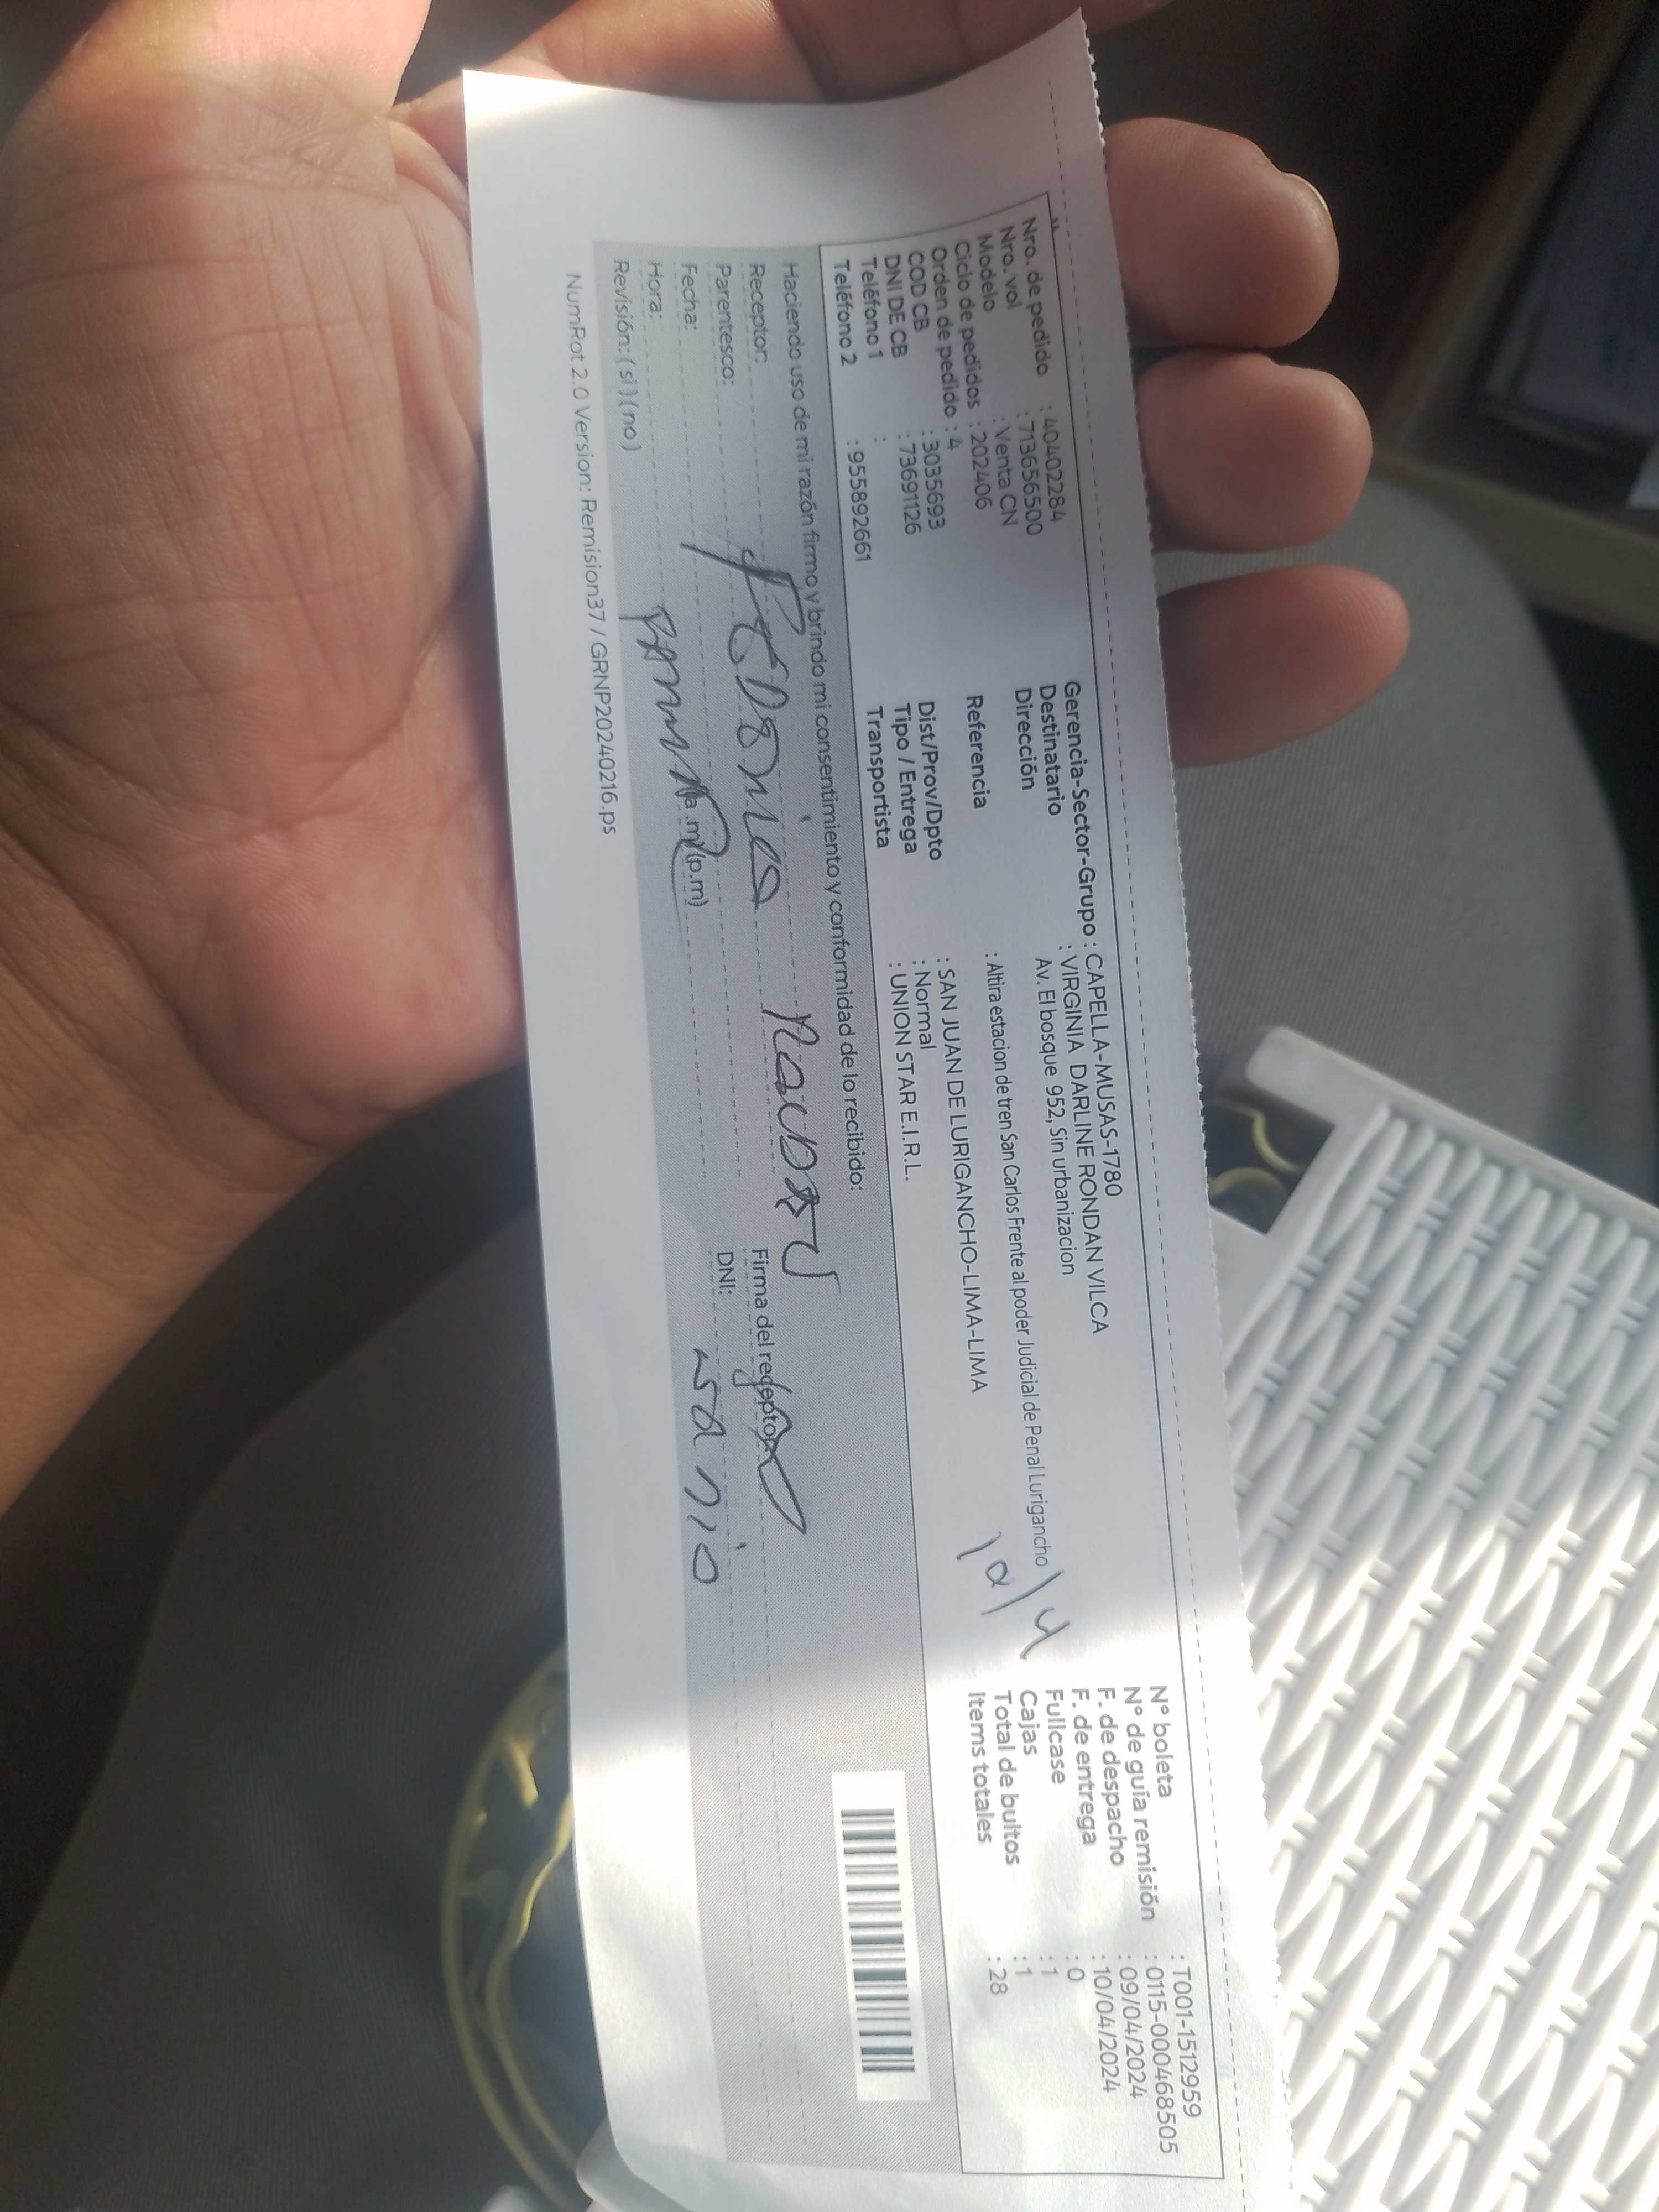 Nro. de pedido : 40402284
Nro. vol : 713656500
Modelo : Venta CN
Ciclo de pedidos : 202406
Orden de pedido : 4
COD CB : 3035693
DNI DE CB : 73691126
Teléfono 1 :
Teléfono 2 : 955892661
Gerencia-Sector-Grupo : CAPELLA-MUSAS-1780
Destinatario : VIRGINIA DARLINE RONDAN VILCA
Dirección Av. El bosque 952, Sin urbanizacion
Referencia : Altira estacion de tren San Carlos Frente al poder Judicial de Penal Lurigancho
Dist/Prov/Dpto : SAN JUAN DE LURIGANCHO-LIMA-LIMA
Tipo / Entrega : Normal
Transportista : UNION STAR E.I.R.L.
N° boleta : T001-1512959
N° de guía remisión : 0115-000468505
F. de despacho : 09/04/2024
F. de entrega : 10/04/2024
Fullcase : 0
Cajas : 1
Total de bultos : 1
Items totales : 28
Haciendo uso de mi razón firmo y brindo mi consentimiento y conformidad de lo recibido:
Receptor:
Parentesco:
Fecha:
Hora: (a.m) (p.m)
Revisión: ( si ) ( no )
Firma del receptor
DNI:
NumRot 2.0 Version: Remision37 / GRNP20240216.ps